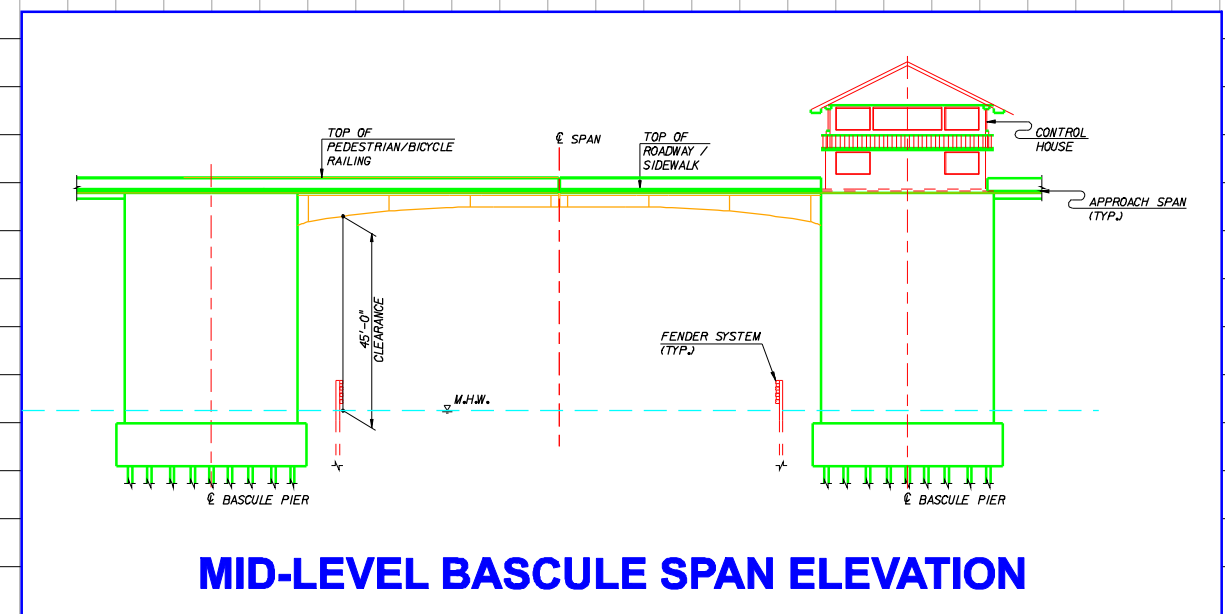 TOP OF
PEDESTRIAN/BICYCLE
RAILING
℄ SPAN
TOP OF
ROADWAY /
SIDEWALK
CONTROL
HOUSE
APPROACH SPAN
(TYP.)
45'-0"
CLEARANCE
FENDER SYSTEM
(TYP.)
M.H.W.
℄ BASCULE PIER
℄ BASCULE PIER
MID-LEVEL BASCULE SPAN ELEVATION